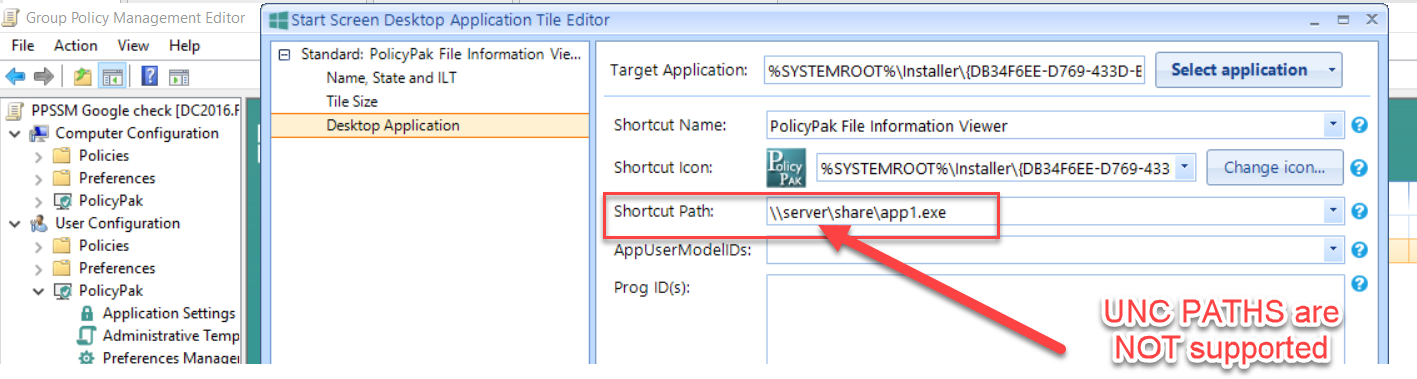 Group Policy Management Editor
File Action View Help
PPSSM Google check [DC2016.F
Computer Configuration
Policies
Preferences
PolicyPak
User Configuration
Policies
Preferences
PolicyPak
Application Settings
Administrative Temp
Preferences Manager
Start Screen Desktop Application Tile Editor
Standard: PolicyPak File Information Vie...
Name, State and ILT
Tile Size
Desktop Application
Target Application: %SYSTEMROOT%\Installer\{DB34F6EE-D769-433D-E Select application
Shortcut Name: PolicyPak File Information Viewer
Shortcut Icon: Policy Pak %SYSTEMROOT%\Installer\{DB34F6EE-D769-433 Change icon...
Shortcut Path: \\server\share\app1.exe
AppUserModelIDs:
Prog ID(s):
UNC PATHS are
NOT supported